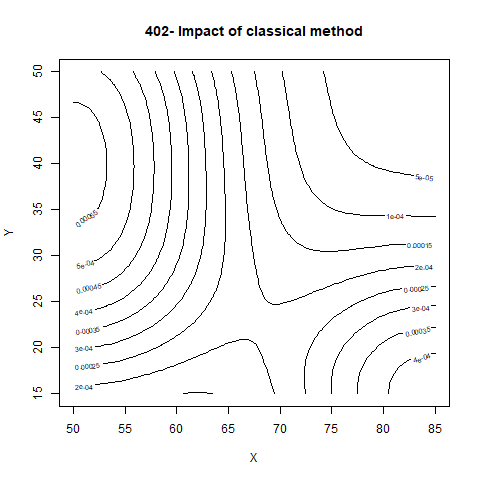 402- Impact of classical method
50
45
40
35
30
25
20
15
Y
5e-05
0.00055
1e-04
0.00015
5e-04
2e-04
0.00045
0.00025
4e-04
3e-04
0.00035
0.00035
3e-04
4e-04
0.00025
2e-04
50 55 60 65 70 75 80 85
X